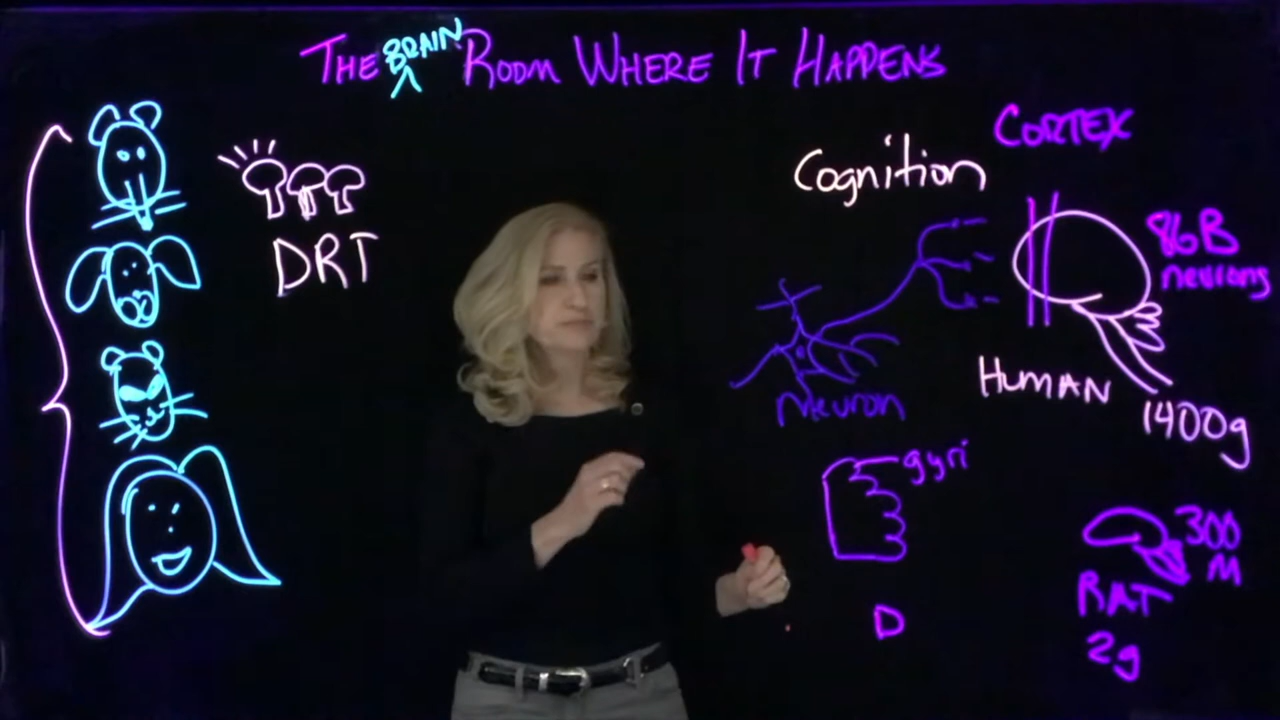 THE BRAIN ROOM WHERE IT HAPPENS
DRT
Cognition
CORTEX
86B
neurons
Neuron
HUMAN
1400g
gyri
D
300
M
RAT
2g